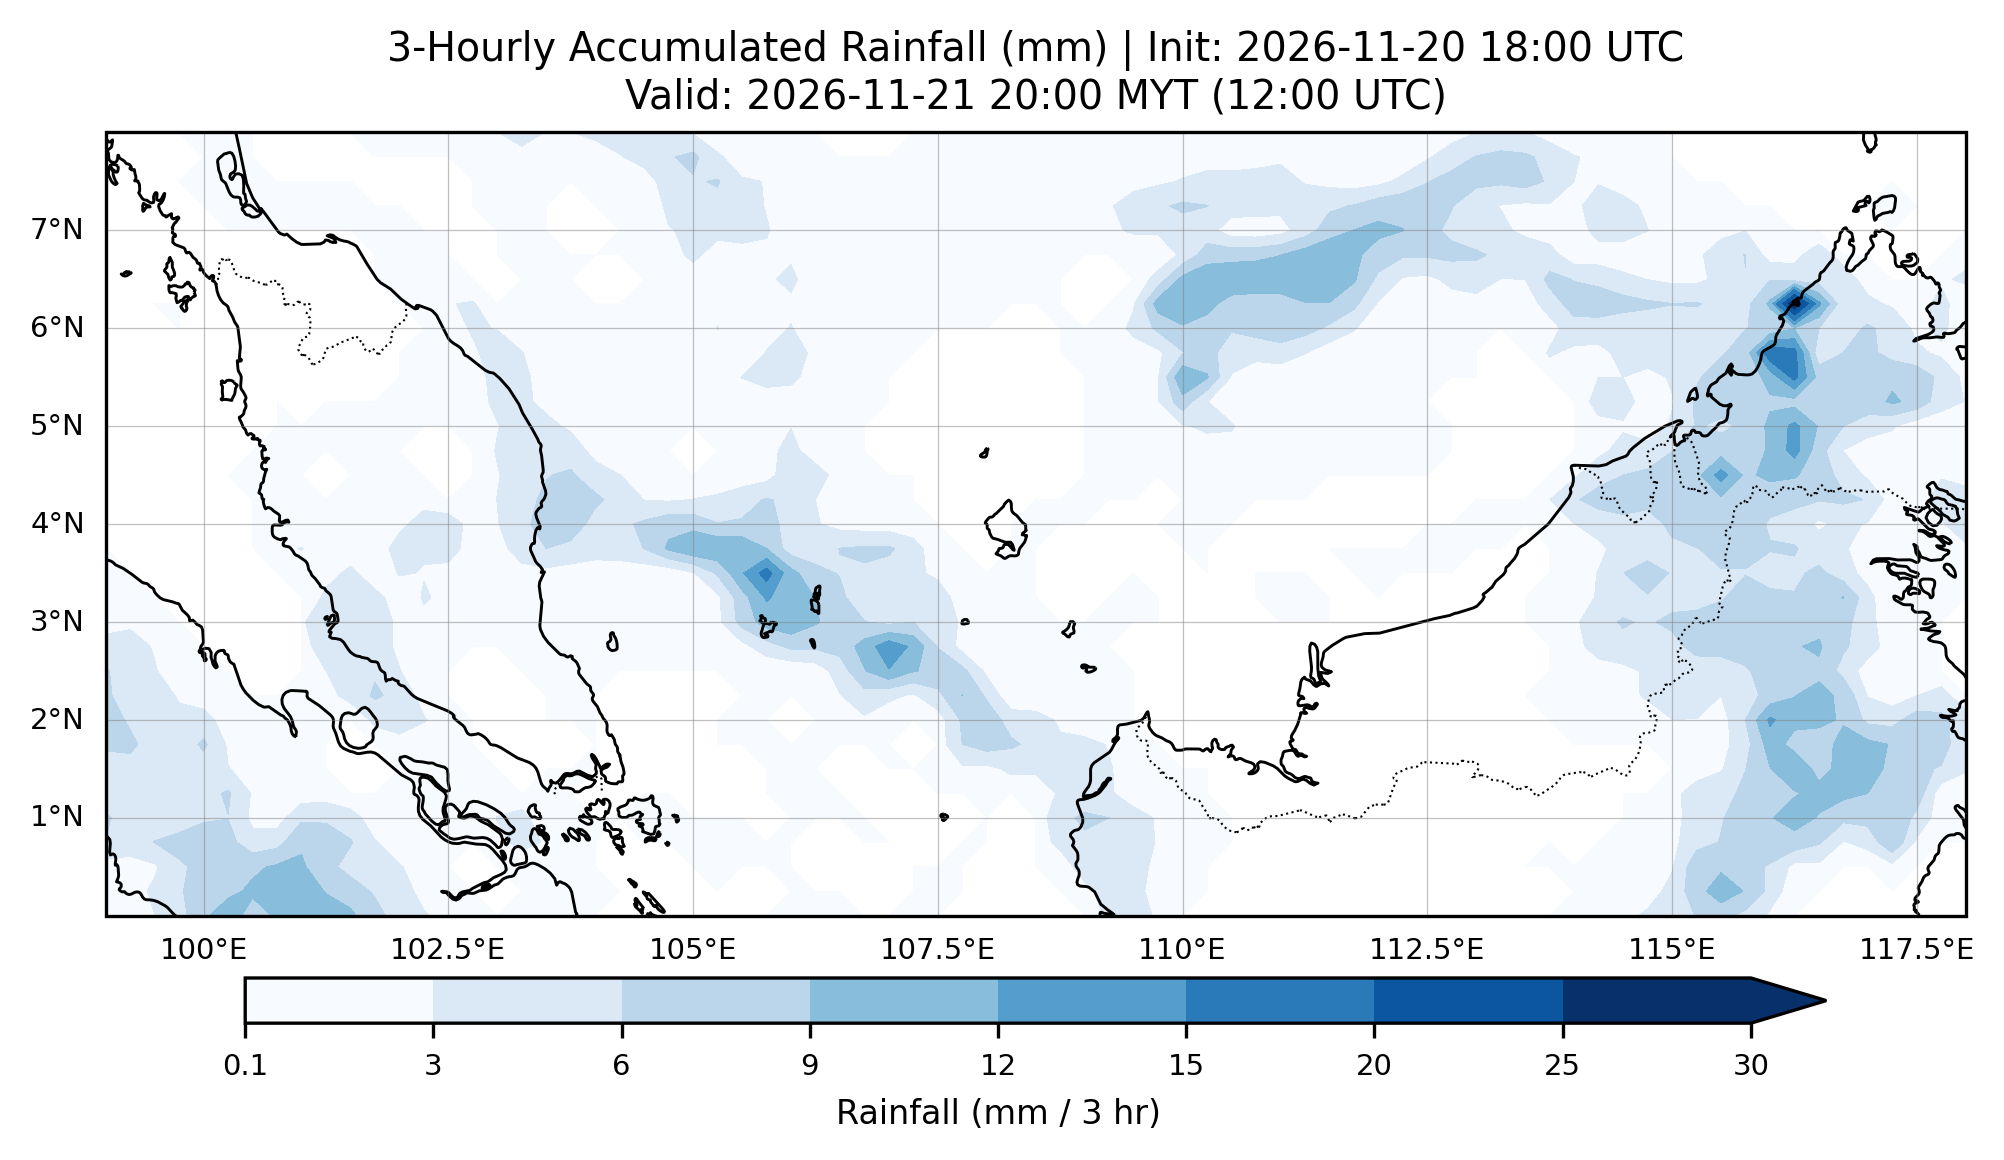 3-Hourly Accumulated Rainfall (mm) | Init: 2026-11-20 18:00 UTC
Valid: 2026-11-21 20:00 MYT (12:00 UTC)
7°N
6°N
5°N
4°N
3°N
2°N
1°N
100°E 102.5°E 105°E 107.5°E 110°E 112.5°E 115°E 117.5°E
0.1 3 6 9 12 15 20 25 30
Rainfall (mm / 3 hr)